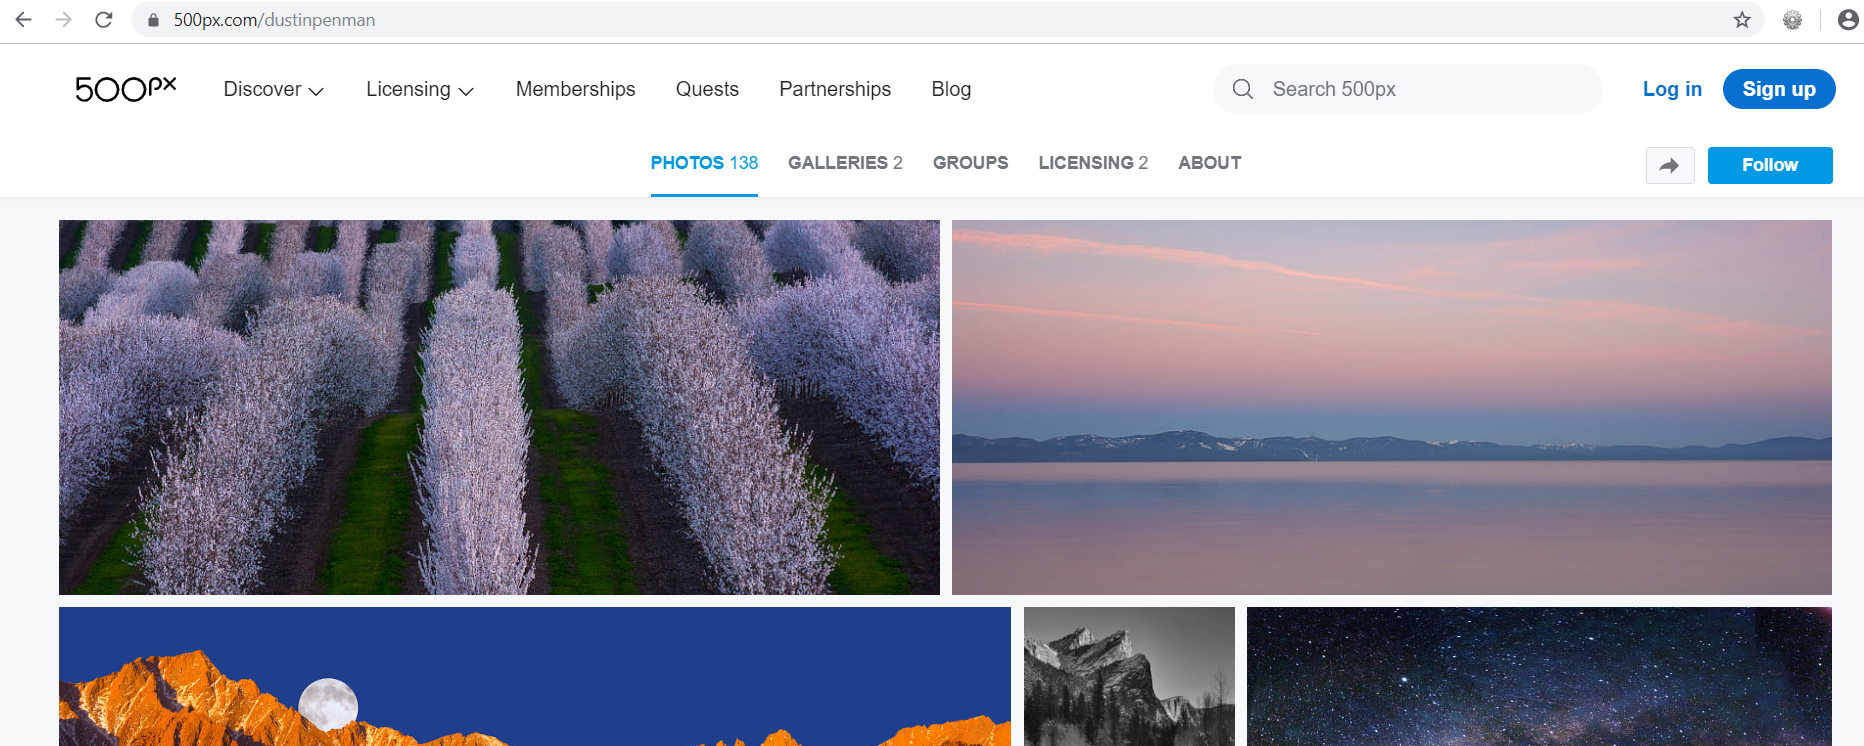 500px.com/dustinpenman
500px Discover Licensing Memberships Quests Partnerships Blog Search 500px Log in Sign up
PHOTOS 138 GALLERIES 2 GROUPS LICENSING 2 ABOUT Follow